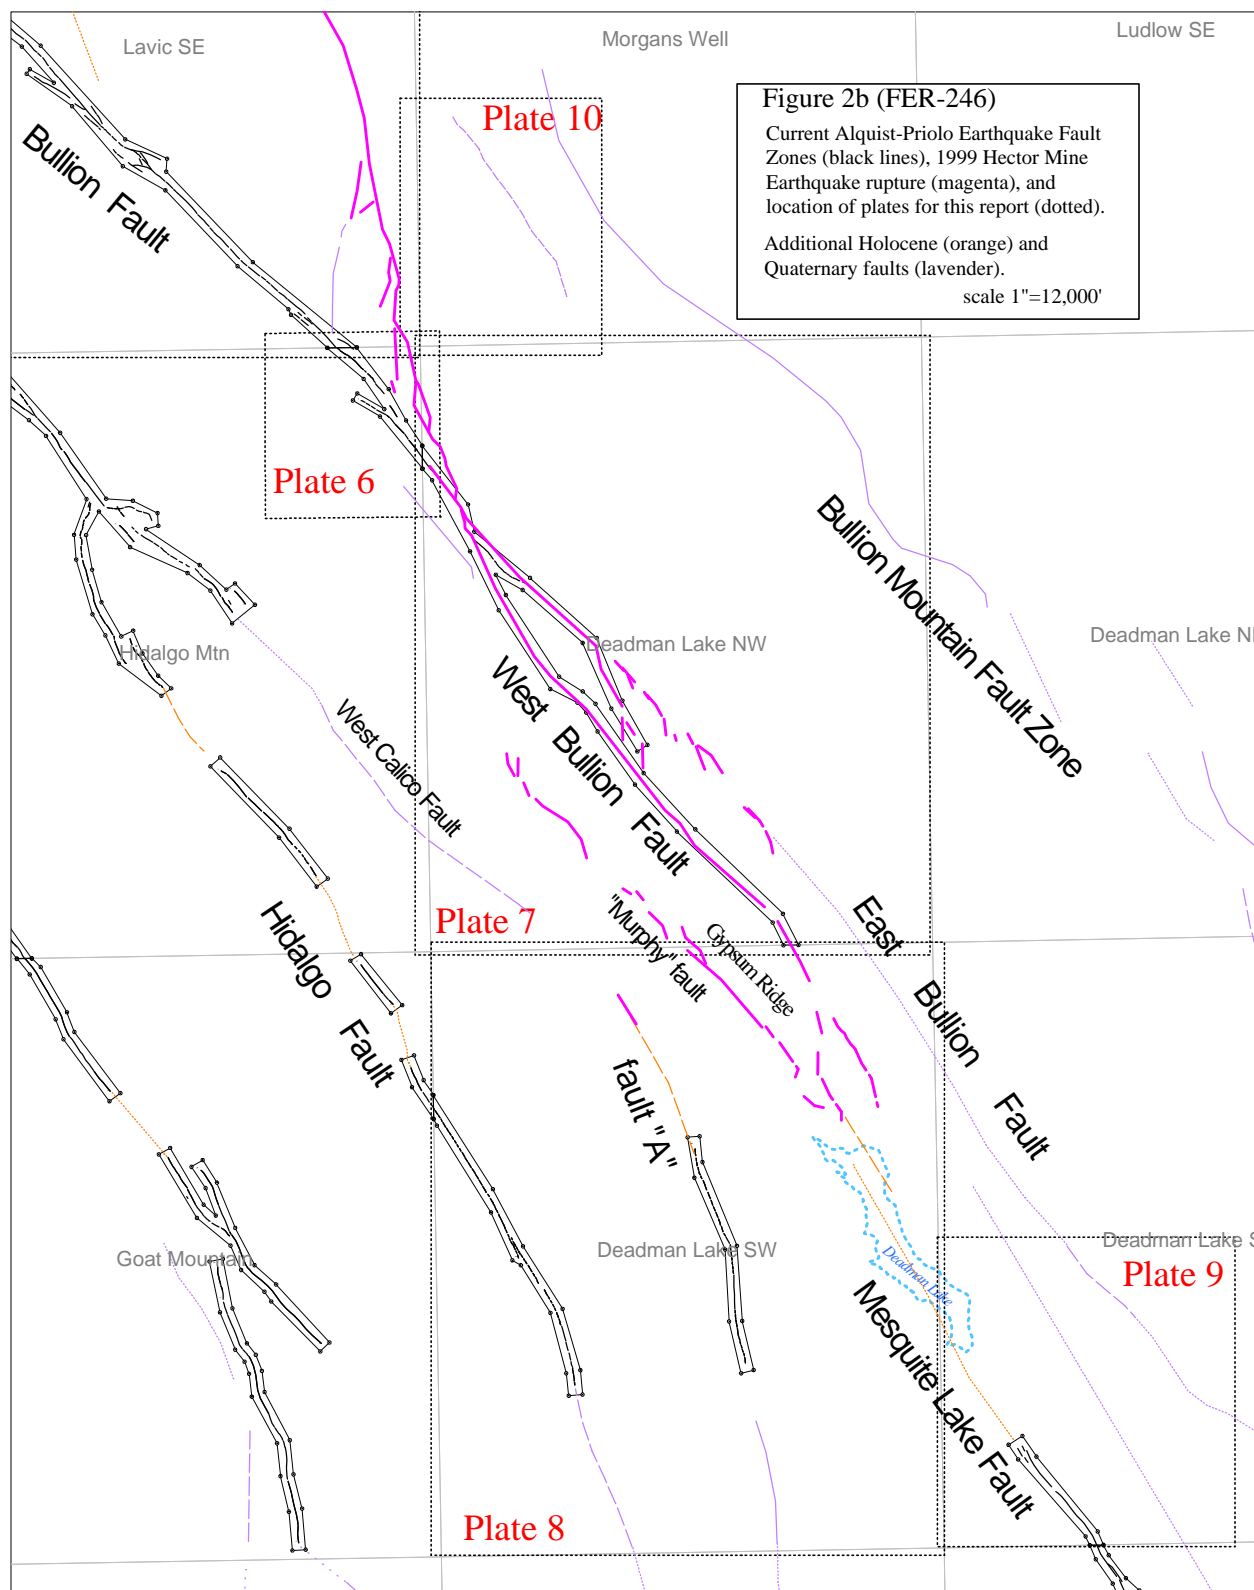 Lavic SE
Morgans Well
Ludlow SE
Figure 2b (FER-246)
Current Alquist-Priolo Earthquake Fault
Zones (black lines), 1999 Hector Mine
Earthquake rupture (magenta), and
location of plates for this report (dotted).
Additional Holocene (orange) and
Quaternary faults (lavender).
scale 1"=12,000'
Plate 10
Bullion Fault
Plate 6
Bullion Mountain Fault Zone
Hidalgo Mtn
Deadman Lake NW
Deadman Lake N
West Bullion Fault
West Calico Fault
Plate 7
"Murphy" fault
Gypsum Ridge
East Bullion Fault
Hidalgo Fault
fault "A"
Goat Mountain
Deadman Lake SW
Deadman Lake
Deadman Lake S
Plate 9
Mesquite Lake Fault
Plate 8